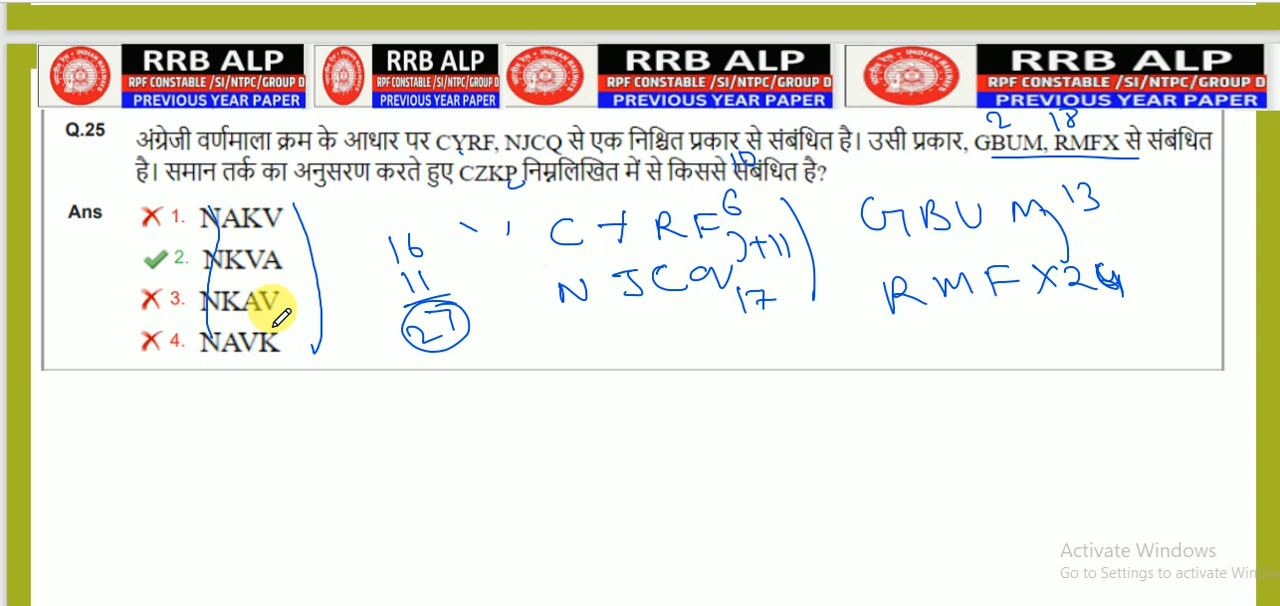 RRB ALP RRB ALP RRB ALP RRB ALP
RPF CONSTABLE /SI/NTPC/GROUP D RPF CONSTABLE /SI/NTPC/GROUP D RPF CONSTABLE /SI/NTPC/GROUP D RPF CONSTABLE /SI/NTPC/GROUP D
PREVIOUS YEAR PAPER PREVIOUS YEAR PAPER PREVIOUS YEAR PAPER PREVIOUS YEAR PAPER
2 18
Q.25 अंग्रेजी वर्णमाला क्रम के आधार पर CYRF, NJCQ से एक निश्चित प्रकार से संबंधित है। उसी प्रकार, GBUM, RMFX से संबंधित
है। समान तर्क का अनुसरण करते हुए CZKP निम्नलिखित में से किससे संबंधित है?
Ans 1. NAKV
2. NKVA
3. NKAV
4. NAVK
16
11
27
C Y R F 6
+11
N J C Q 17
G B U M 13
R M F X 24
Activate Windows
Go to Settings to activate Win